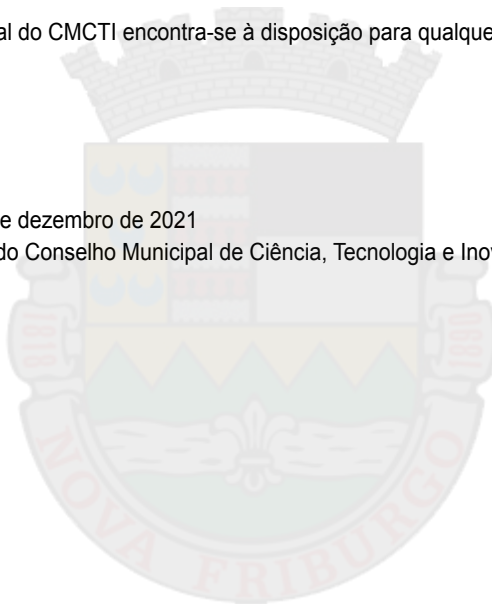 al do CMCTI encontra-se à disposição para qualque
e dezembro de 2021
do Conselho Municipal de Ciência, Tecnologia e Inov
1818
1890
NOVA FRIBURGO